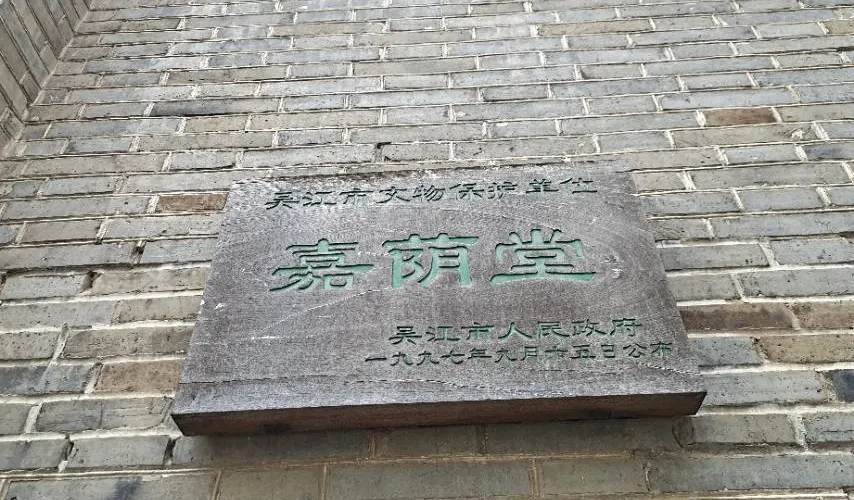 吴江市文物保护单位
嘉荫堂
吴江市人民政府
一九九七年九月十五日公布